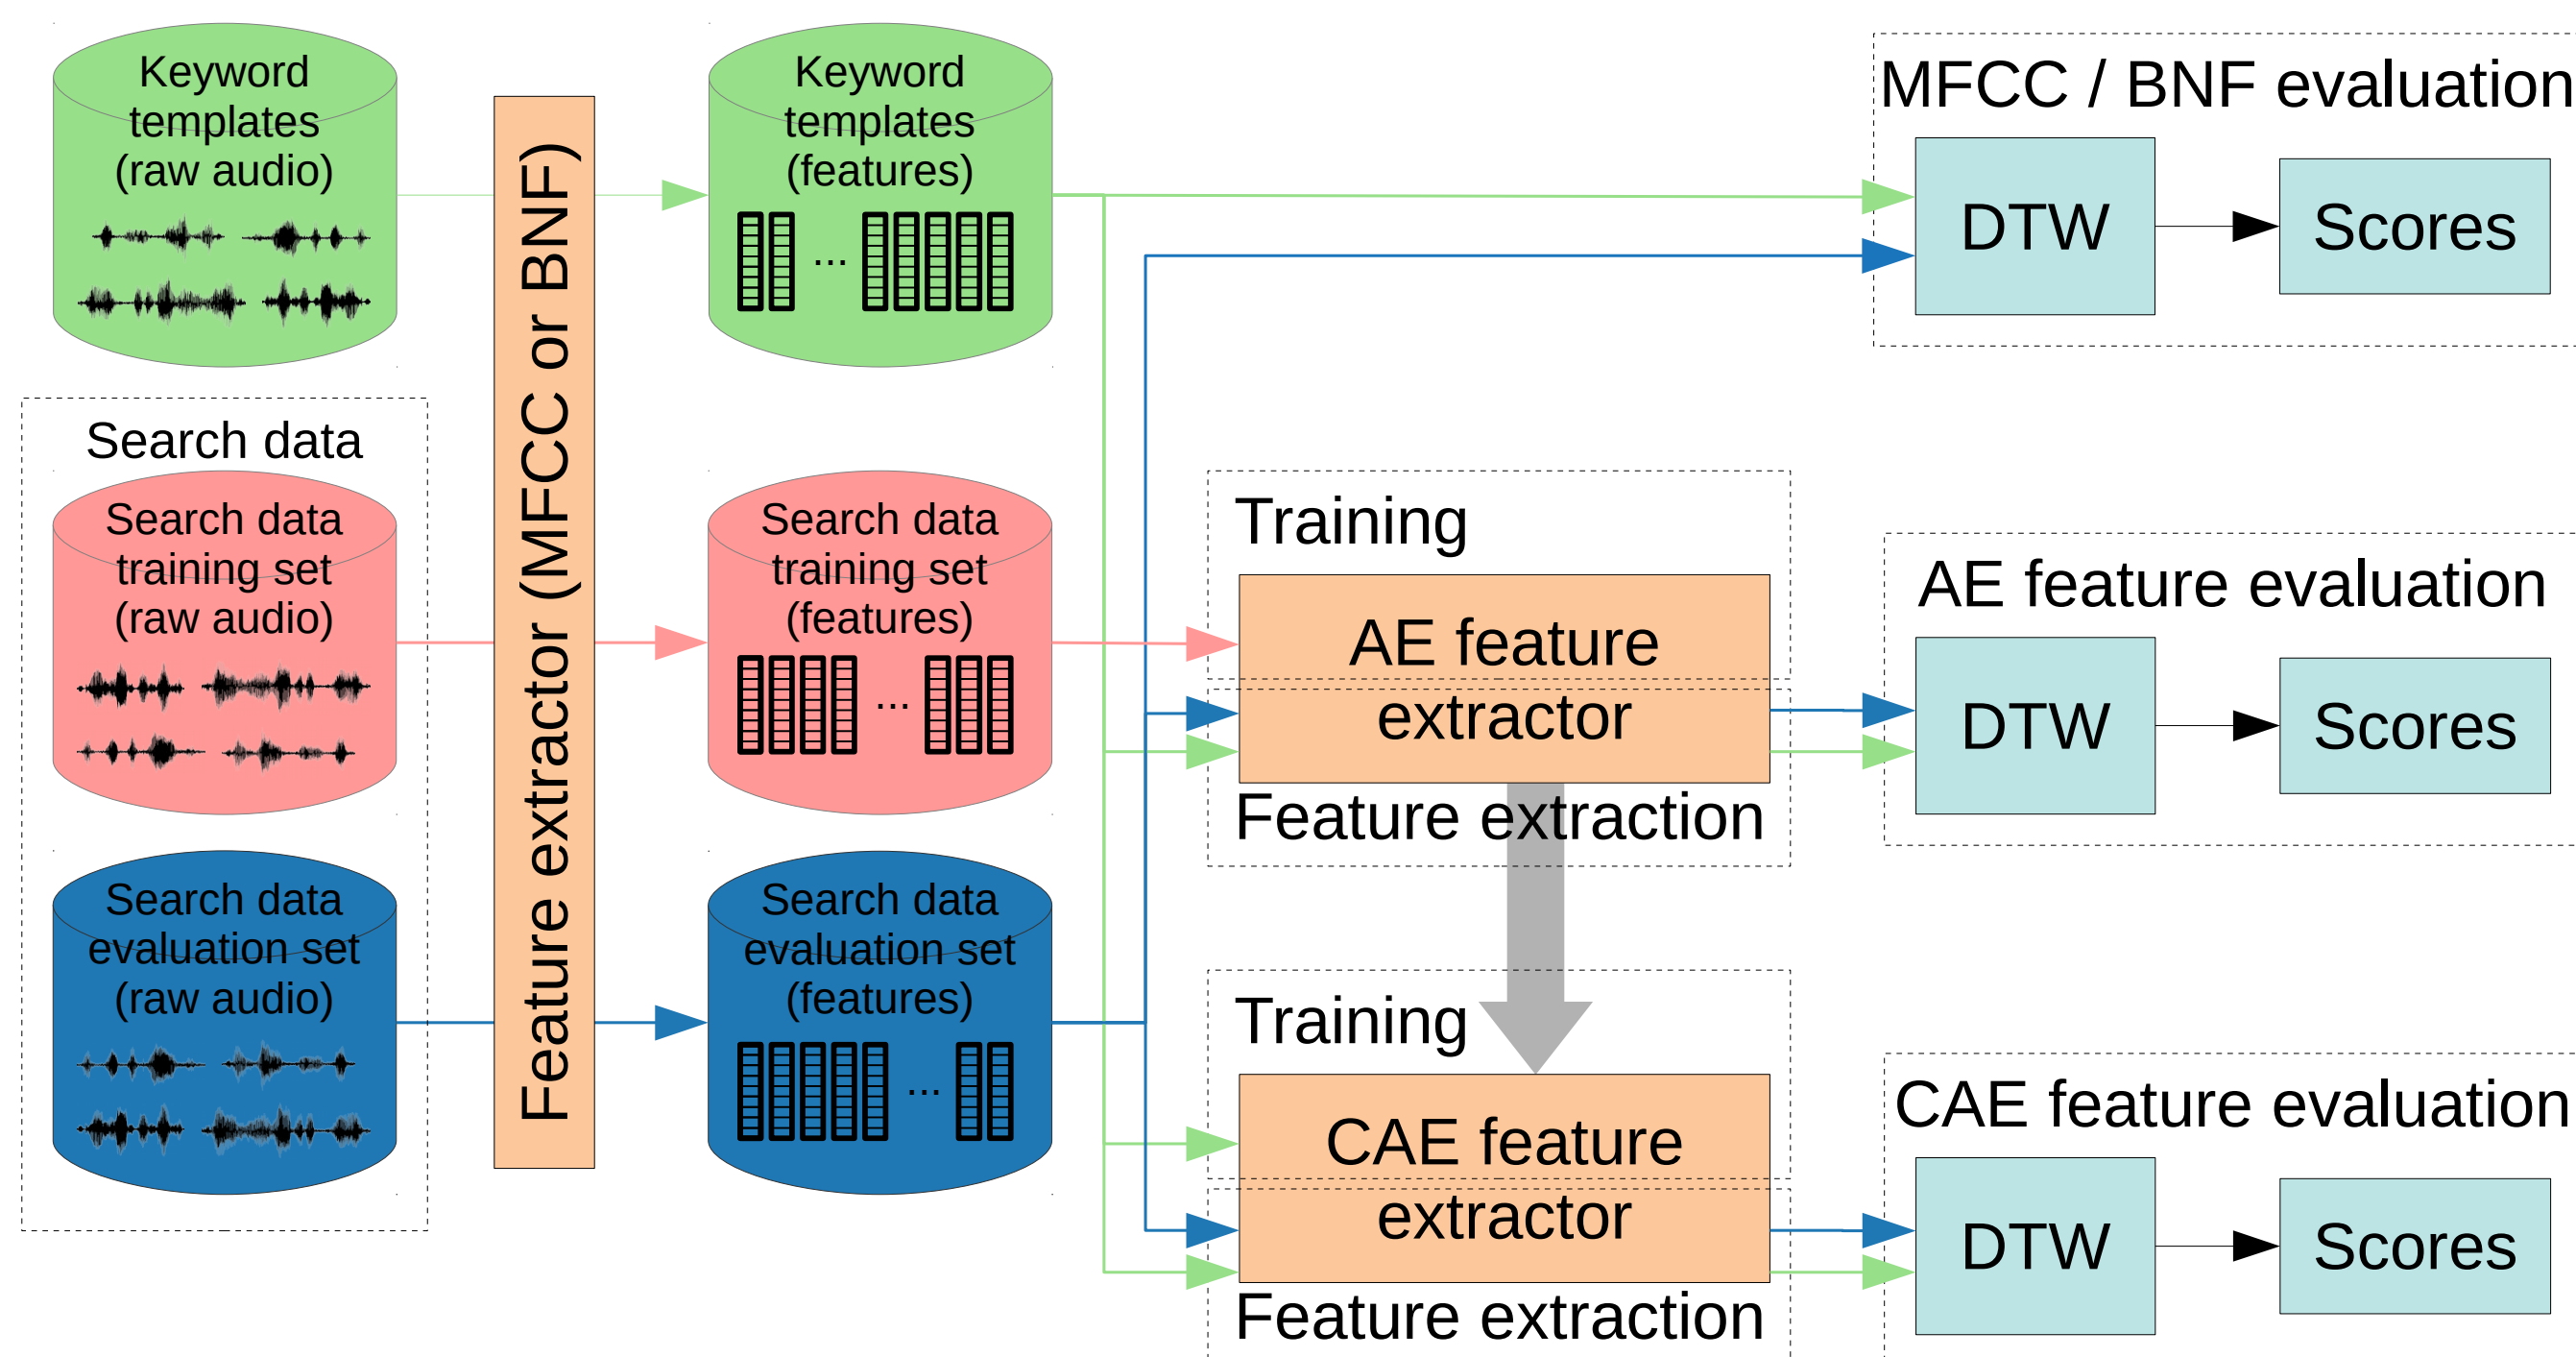 Keyword
templates
(raw audio)
Search data
Search data
training set
(raw audio)
Search data
evaluation set
(raw audio)
Feature extractor (MFCC or BNF)
Keyword
templates
(features)
...
Search data
training set
(features)
...
Search data
evaluation set
(features)
...
Training
AE feature
extractor
Feature extraction
Training
CAE feature
extractor
Feature extraction
MFCC / BNF evaluation
DTW
Scores
AE feature evaluation
DTW
Scores
CAE feature evaluation
DTW
Scores